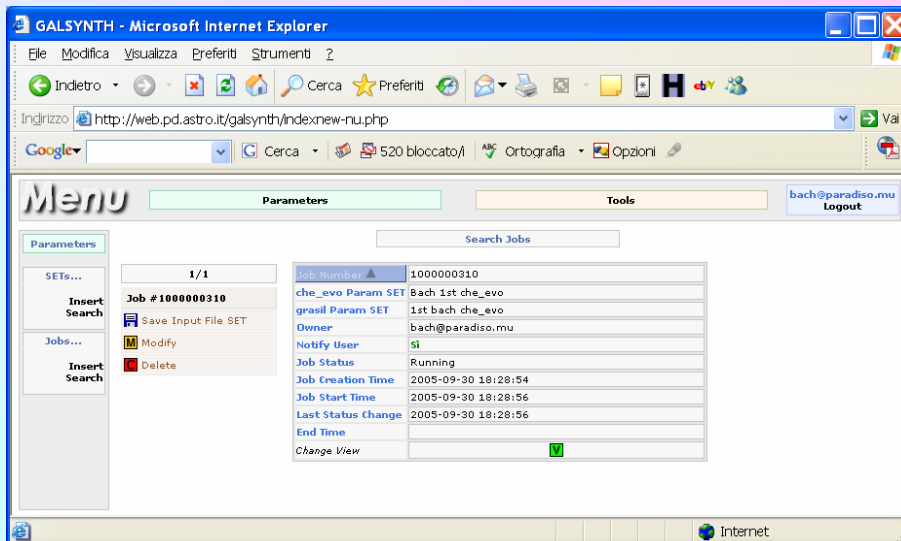 GALSYNTH - Microsoft Internet Explorer
File Modifica Visualizza Preferiti Strumenti ?
Indietro Cerca Preferiti
Indirizzo http://web.pd.astro.it/galsynth/indexnew-nu.php Vai
Google Cerca 520 bloccato/i ABC Ortografia Opzioni
Menu Parameters Tools bach@paradiso.mu
Logout
Parameters
SETs...
Insert
Search
Jobs...
Insert
Search
1/1
Job #1000000310
Save Input File SET
M Modify
C Delete
Search Jobs
Job Number 1000000310
che_evo Param SET Bach 1st che_evo
grasil Param SET 1st bach che_evo
Owner bach@paradiso.mu
Notify User Sì
Job Status Running
Job Creation Time 2005-09-30 18:28:54
Job Start Time 2005-09-30 18:28:56
Last Status Change 2005-09-30 18:28:56
End Time
Change View V
Internet